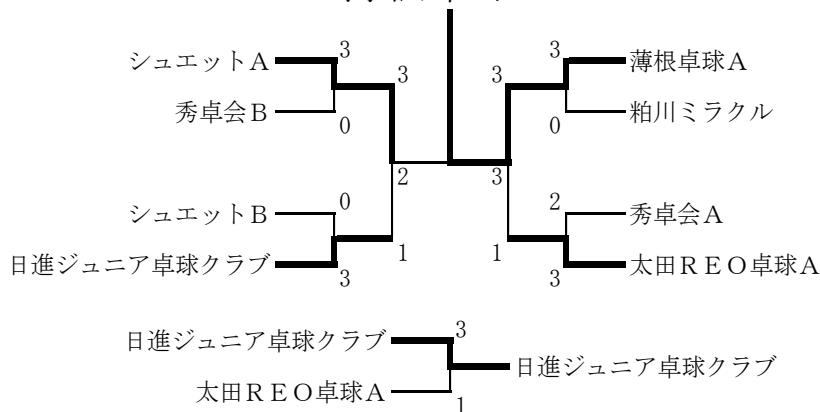 シュエットA 3 3 3 3 薄根卓球A
秀卓会B 0 0 粕川ミラクル
2 3
シュエットB 0 2 秀卓会A
日進ジュニア卓球クラブ 3 1 1 3 太田REO卓球A
日進ジュニア卓球クラブ 3
日進ジュニア卓球クラブ
太田REO卓球A 1